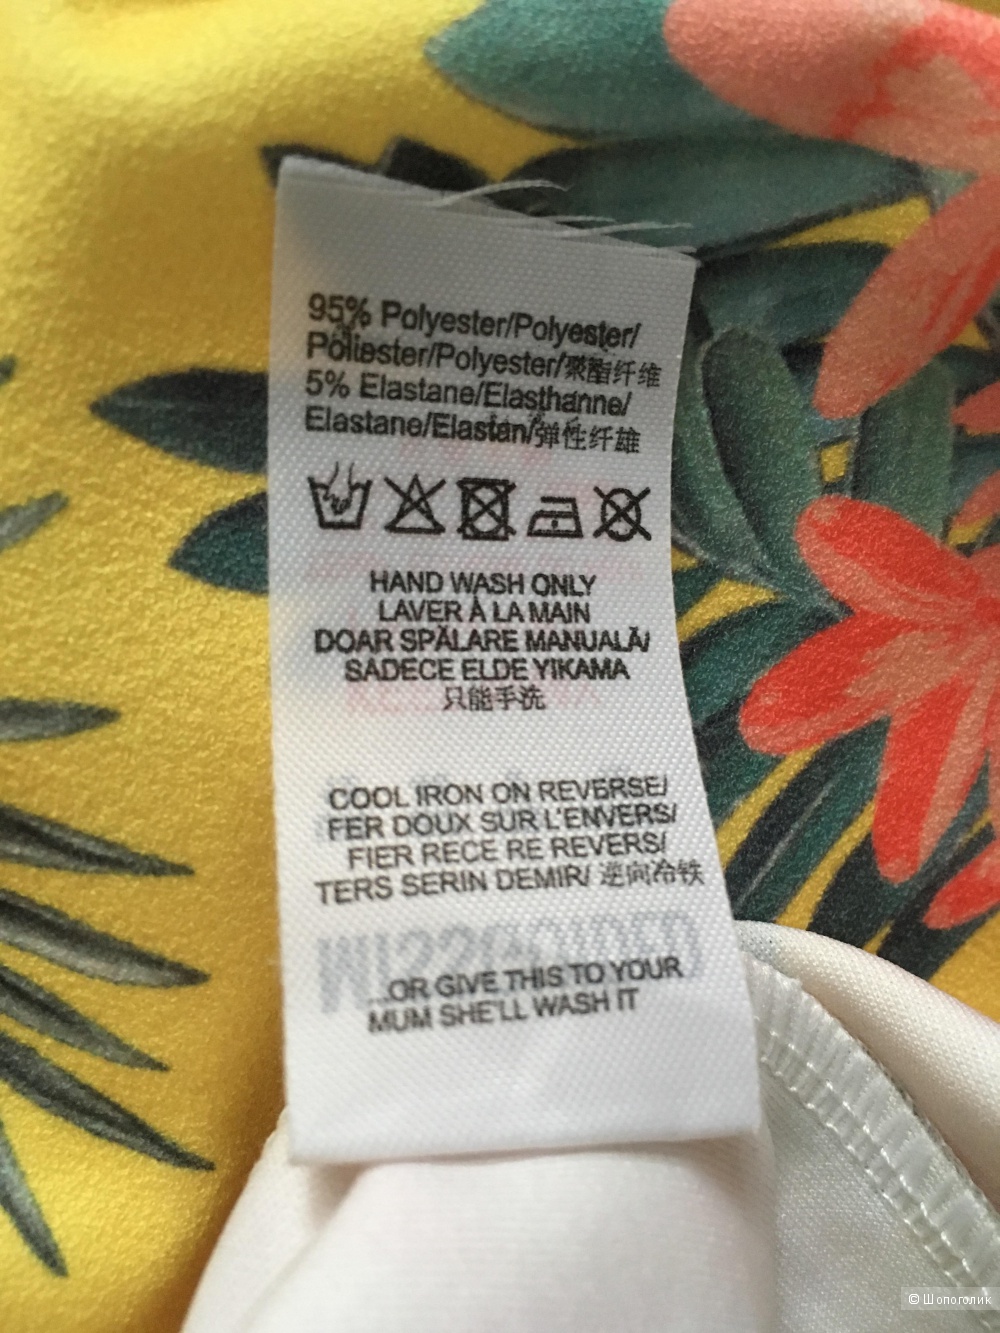 95% Polyester/Polyester/
Poliester/Polyester/聚酯纤维
5% Elastane/Elasthanne/
Elastane/Elastan/弹性纤雄
HAND WASH ONLY
LAVER À LA MAIN
DOAR SPĂLARE MANUALĂ/
SADECE ELDE YIKAMA
只能手洗
COOL IRON ON REVERSE/
FER DOUX SUR L'ENVERS/
FIER RECE RE REVERS/
TERS SERIN DEMIR/ 逆向冷铁
...OR GIVE THIS TO YOUR
MUM SHE'LL WASH IT
© Шопоголик